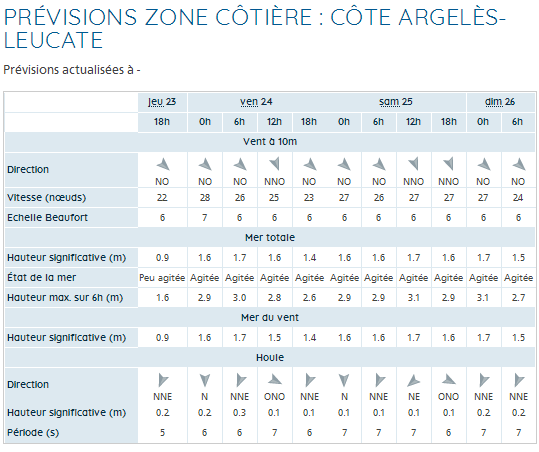 PRÉVISIONS ZONE CÔTIÈRE : CÔTE ARGELÈS-
LEUCATE
Prévisions actualisées à -
jeu 23 ven 24 sam 25 dim 26
18h 0h 6h 12h 18h 0h 6h 12h 18h 0h 6h
Vent à 10m
Direction NO NO NO NNO NO NO NO NNO NNO NO NO
Vitesse (nœuds) 22 28 26 25 23 27 26 27 27 27 24
Echelle Beaufort 6 7 6 6 6 6 6 6 6 6 6
Mer totale
Hauteur significative (m) 0.9 1.6 1.7 1.6 1.4 1.6 1.6 1.7 1.6 1.7 1.5
État de la mer Peu agitée Agitée Agitée Agitée Agitée Agitée Agitée Agitée Agitée Agitée Agitée
Hauteur max. sur 6h (m) 1.6 2.9 3.0 2.8 2.6 2.9 2.9 3.1 2.9 3.1 2.7
Mer du vent
Hauteur significative (m) 0.9 1.6 1.7 1.5 1.4 1.6 1.6 1.7 1.6 1.7 1.5
Houle
Direction NNE N NNE ONO NNE N NNE NE ONO NNE NNE
Hauteur significative (m) 0.2 0.2 0.3 0.1 0.1 0.1 0.1 0.1 0.1 0.2 0.2
Période (s) 5 6 6 7 6 7 7 7 6 7 7